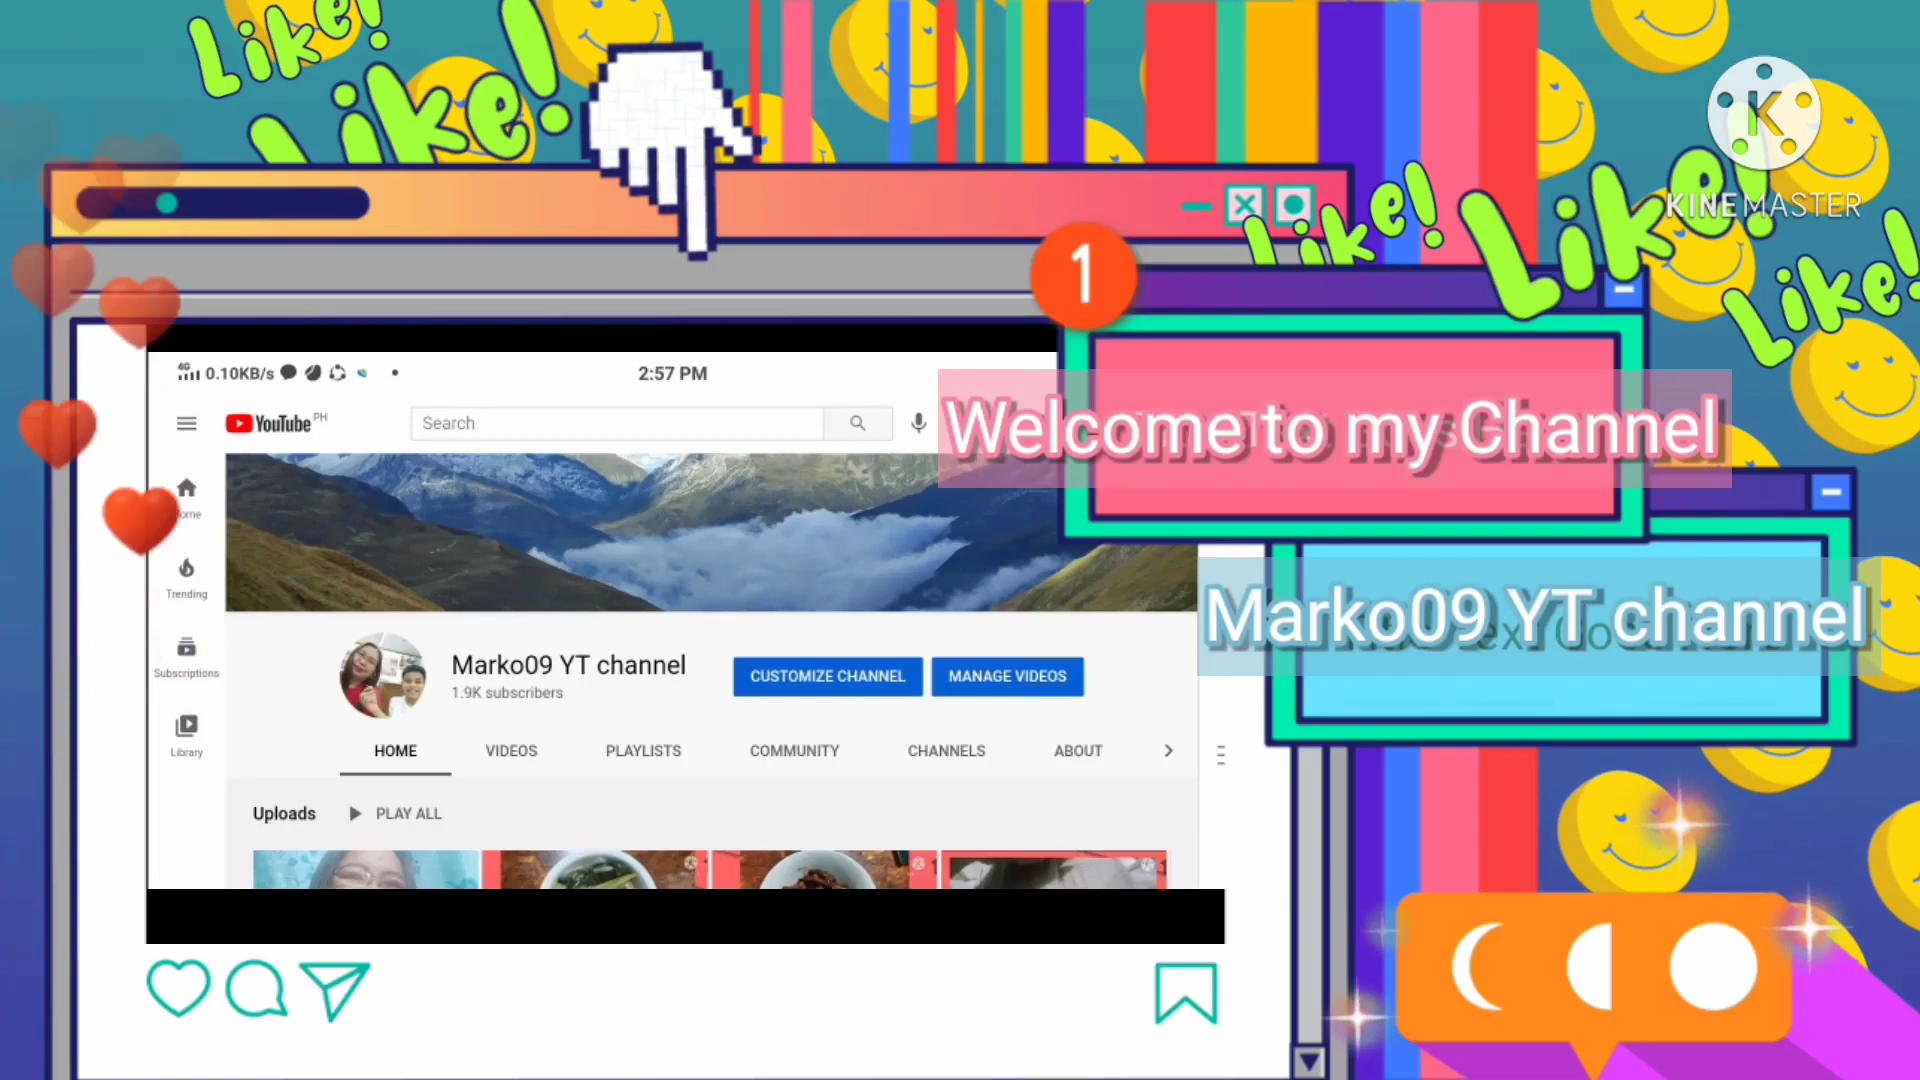 Like!
Like!
KINEMASTER
Like!
Like!
Like!
1
4G 0.10KB/s
2:57 PM
YouTube PH
Search
Welcome to my Channel
Trending
Subscriptions
Library
Marko09 YT channel
Marko09 YT channel
1.9K subscribers
CUSTOMIZE CHANNEL
MANAGE VIDEOS
HOME
VIDEOS
PLAYLISTS
COMMUNITY
CHANNELS
ABOUT
Uploads
PLAY ALL